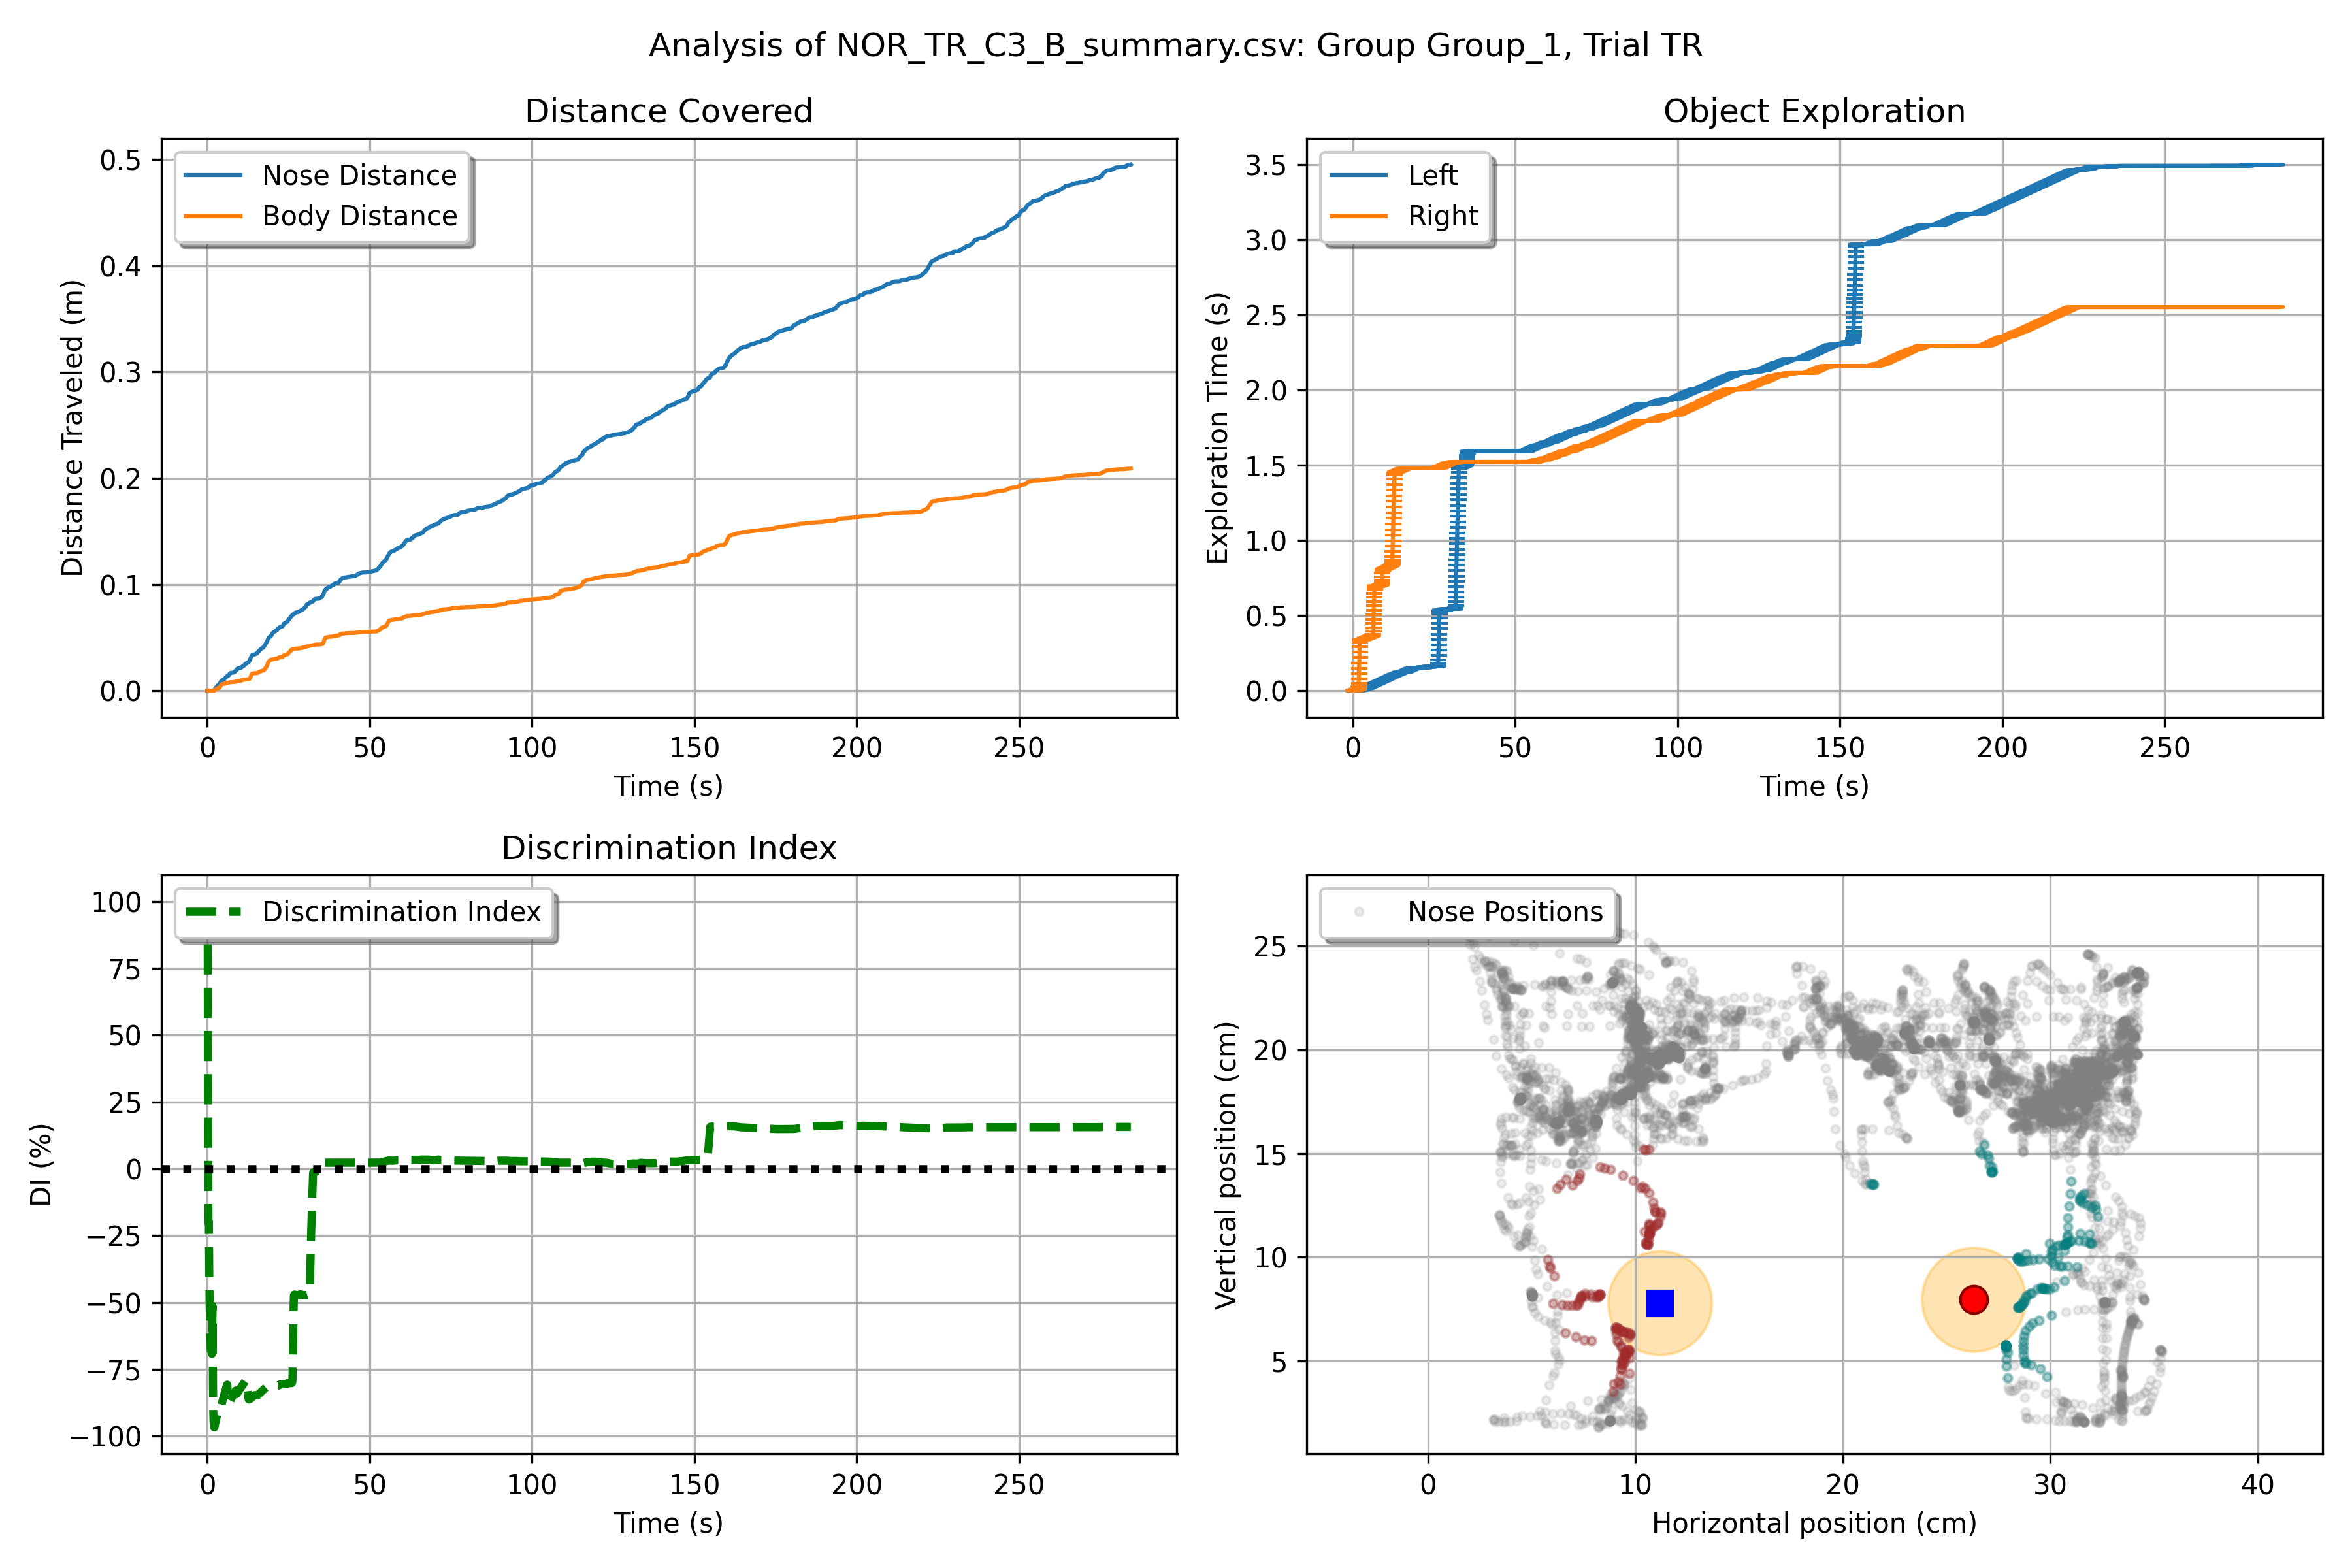 Analysis of NOR_TR_C3_B_summary.csv: Group Group_1, Trial TR
Distance Covered
Nose Distance
Body Distance
Distance Traveled (m)
0.5
0.4
0.3
0.2
0.1
0.0
0 50 100 150 200 250
Time (s)
Object Exploration
Left
Right
Exploration Time (s)
3.5
3.0
2.5
2.0
1.5
1.0
0.5
0.0
0 50 100 150 200 250
Time (s)
Discrimination Index
Discrimination Index
DI (%)
100
75
50
25
0
−25
−50
−75
−100
0 50 100 150 200 250
Time (s)
Nose Positions
Vertical position (cm)
25
20
15
10
5
0 10 20 30 40
Horizontal position (cm)